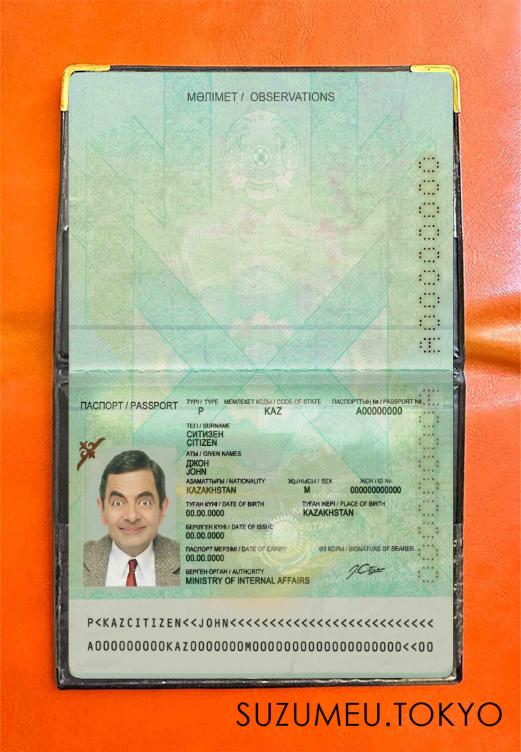 МӘЛІМЕТ / OBSERVATIONS
ПАСПОРТ / PASSPORT
ТҮРІ / TYPE МЕМЛЕКЕТ КОДЫ / CODE OF STATE ПАСПОРТТЫҢ № / PASSPORT №
P KAZ A00000000
ТЕГІ / SURNAME
СИТИЗЕН
CITIZEN
АТЫ / GIVEN NAMES
ДЖОН
JOHN
АЗАМАТТЫҒЫ / NATIONALITY ЖЫНЫСЫ / SEX ЖСН / ID No
KAZAKHSTAN M 000000000000
ТУҒАН КҮНІ / DATE OF BIRTH ТУҒАН ЖЕРІ / PLACE OF BIRTH
00.00.0000 KAZAKHSTAN
БЕРІЛГЕН КҮНІ / DATE OF ISSUE
00.00.0000
ПАСПОРТ МЕРЗІМІ / DATE OF EXPIRY ӨЗ ҚОЛЫ / SIGNATURE OF BEARER
00.00.0000
БЕРГЕН ОРГАН / AUTHORITY
MINISTRY OF INTERNAL AFFAIRS
P<KAZCITIZEN<<JOHN<<<<<<<<<<<<<<<<<<<<<<<<<<
A000000000KAZ0000000M0000000000000000000<<00
SUZUMEU.TOKYO